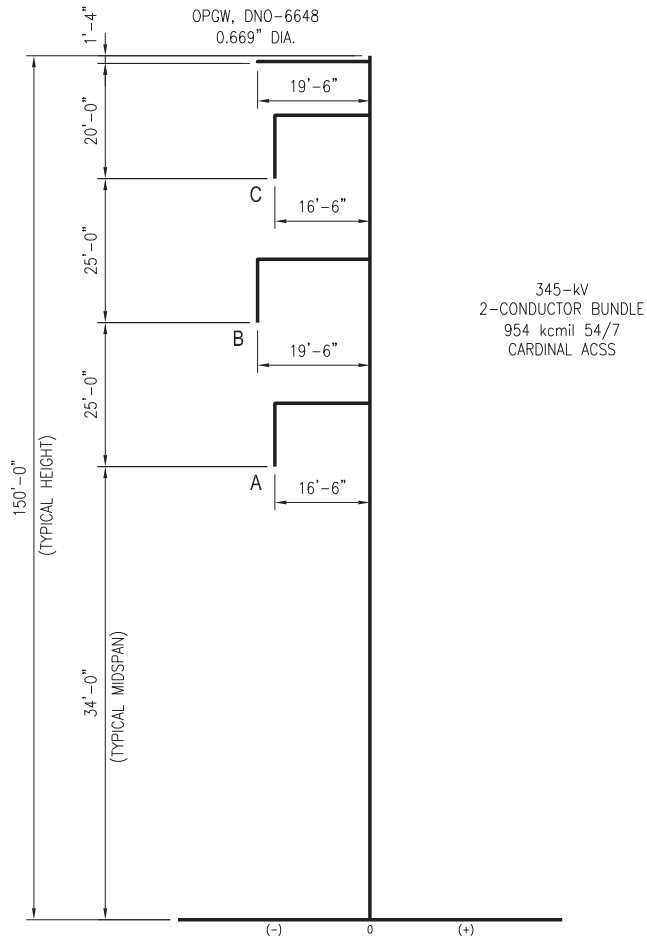 OPGW, DNO-6648
0.669" DIA.
1'-4"
19'-6"
20'-0"
C
16'-6"
25'-0"
345-kV
2-CONDUCTOR BUNDLE
954 kcmil 54/7
CARDINAL ACSS
B
19'-6"
25'-0"
A
16'-6"
150'-0"
(TYPICAL HEIGHT)
34'-0"
(TYPICAL MIDSPAN)
(-)
0
(+)